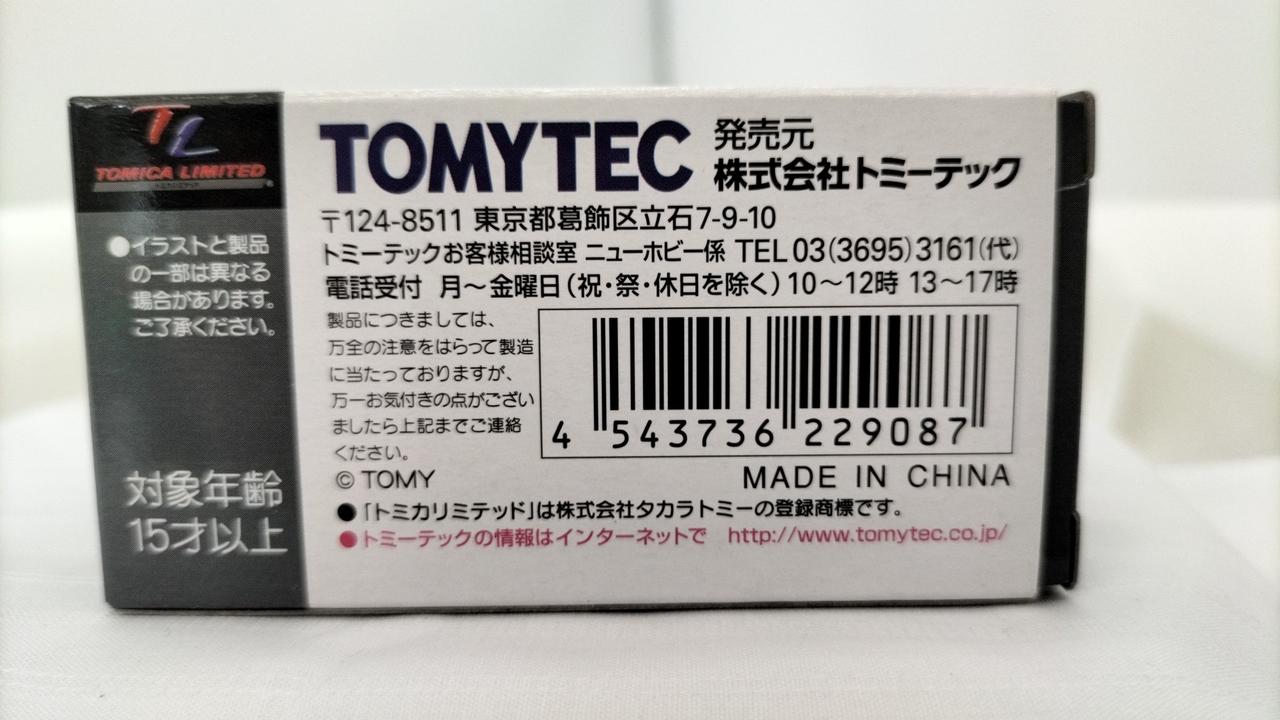 TL
TOMICA LIMITED
トミカリミテッド
●イラストと製品
の一部は異なる
場合があります。
ご了承ください。
対象年齢
15才以上
TOMYTEC
発売元
株式会社トミーテック
〒124-8511 東京都葛飾区立石7-9-10
トミーテックお客様相談室 ニューホビー係 TEL 03(3695)3161(代)
電話受付 月～金曜日(祝・祭・休日を除く)10～12時 13～17時
製品につきましては、
万全の注意をはらって製造
に当たっておりますが、
万一お気付きの点がござい
ましたら上記までご連絡
ください。
4 543736 229087
© TOMY
MADE IN CHINA
●「トミカリミテッド」は株式会社タカラトミーの登録商標です。
●トミーテックの情報はインターネットで http://www.tomytec.co.jp/